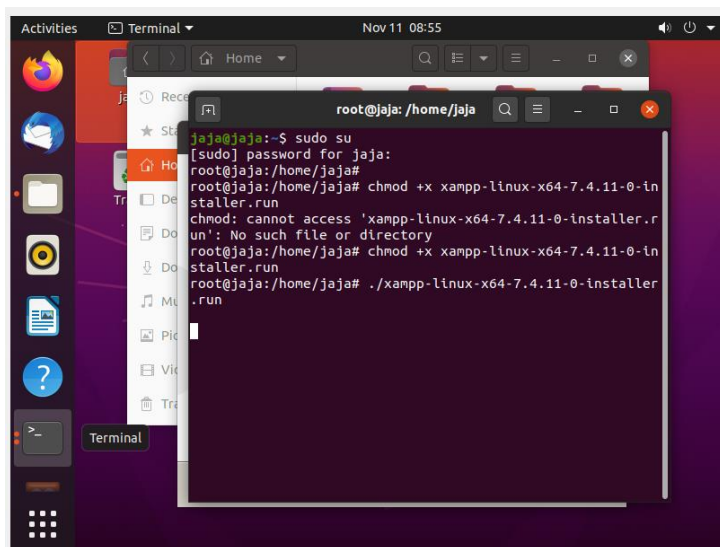 Activities
Terminal
Nov 11 08:55
Home
ja
Rece
Sta
Ho
Tr
De
Do
Do
Mu
Pic
Vid
Tra
Terminal
root@jaja: /home/jaja
jaja@jaja:~$ sudo su
[sudo] password for jaja:
root@jaja:/home/jaja#
root@jaja:/home/jaja# chmod +x xampp-linux-x64-7.4.11-0-in
staller.run
chmod: cannot access 'xampp-linux-x64-7.4.11-0-installer.r
un': No such file or directory
root@jaja:/home/jaja# chmod +x xampp-linux-x64-7.4.11-0-in
staller.run
root@jaja:/home/jaja# ./xampp-linux-x64-7.4.11-0-installer
.run